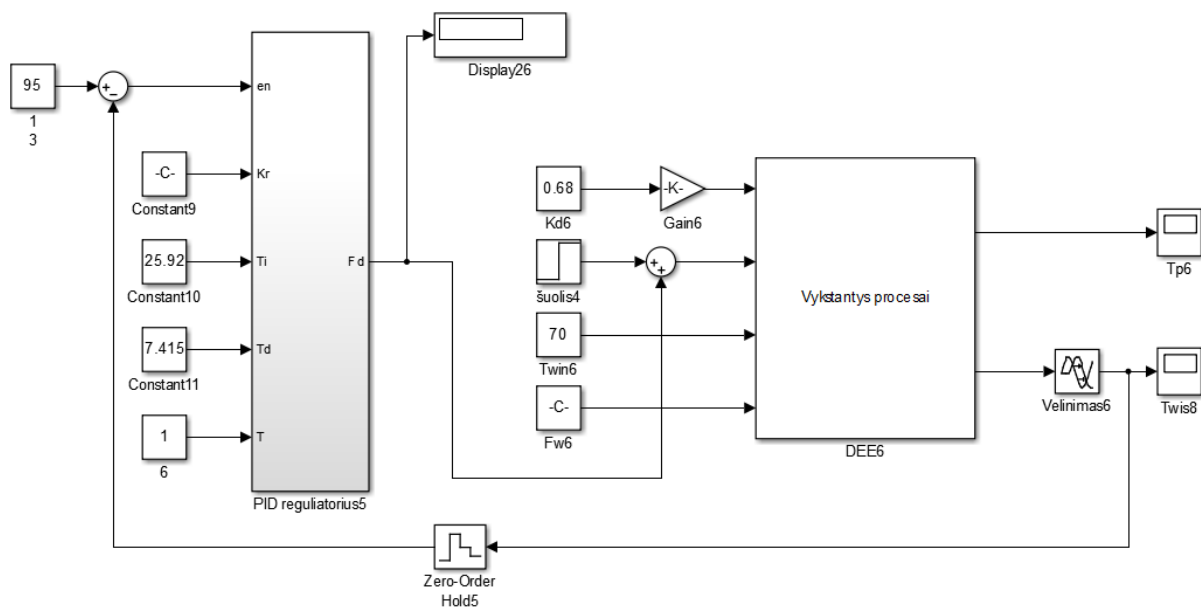 Display26
95
1
3
+
−
en
-C-
Kr
Constant9
25.92
Ti
Constant10
Fd
7.415
Td
Constant11
1
T
6
PID reguliatorius5
0.68
Kd6
-K-
Gain6
šuolis4
+
+
70
Twin6
-C-
Fw6
Vykstantys procesai
DEE6
Tp6
Velinimas6
Twis8
Zero-Order
Hold5